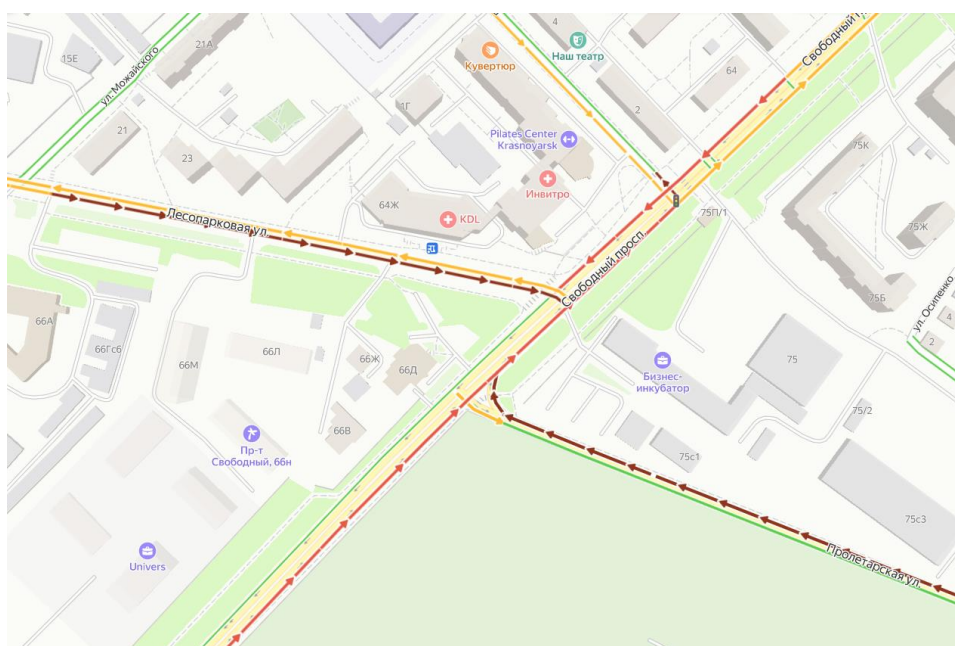 15Е
21А
ул. Можайского
21
23
1Г
Кувертюр
4
Наш театр
2
64
Свободный п
Pilates Center
Krasnoyarsk
Инвитро
64Ж
KDL
Лесопарковая ул.
Свободный просп.
75П/1
75К
75Ж
75Б
ул. Осипенко
4
2
66А
66Гс6
66М
66Л
66Ж
66Д
66В
Пр-т
Свободный, 66н
Бизнес-
инкубатор
75
75/2
75с1
75с3
Univers
Пролетарская ул.